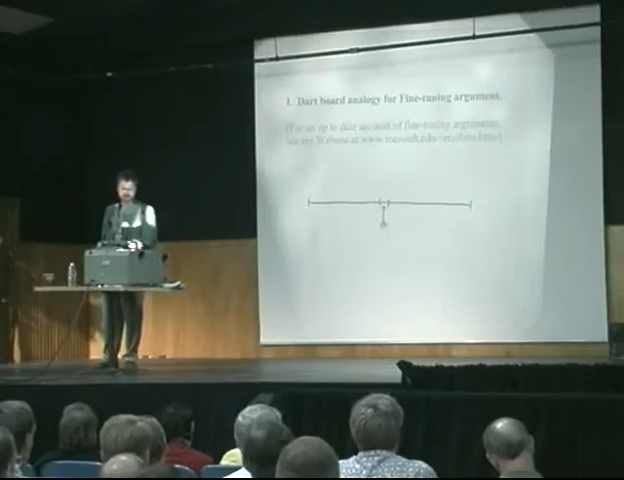 1. Dart board analogy for Fine-tuning argument.
(For an up to date account of fine-tuning arguments,
see my Website at www.messiah.edu